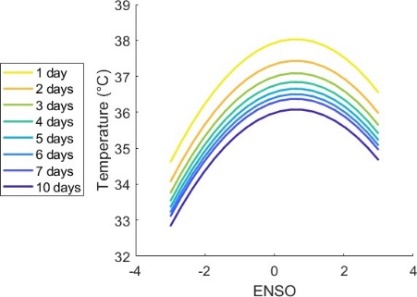 1 day
2 days
3 days
4 days
5 days
6 days
7 days
10 days
Temperature (°C)
39
38
37
36
35
34
33
32
-4
-2
0
2
4
ENSO